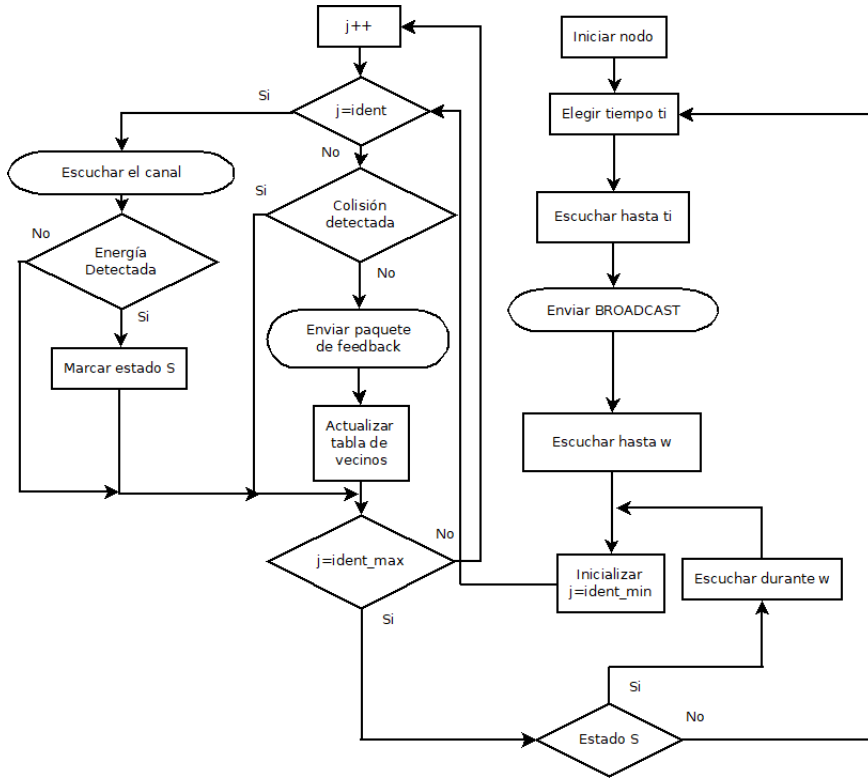 j++
Iniciar nodo
Si
j=ident
Elegir tiempo ti
No
Escuchar el canal
Si
Colisión
detectada
Escuchar hasta ti
No
Energía
Detectada
No
Enviar BROADCAST
Si
Enviar paquete
de feedback
Marcar estado S
Actualizar
tabla de
vecinos
Escuchar hasta w
No
j=ident_max
Inicializar
j=ident_min
Escuchar durante w
Si
Si
No
Estado S